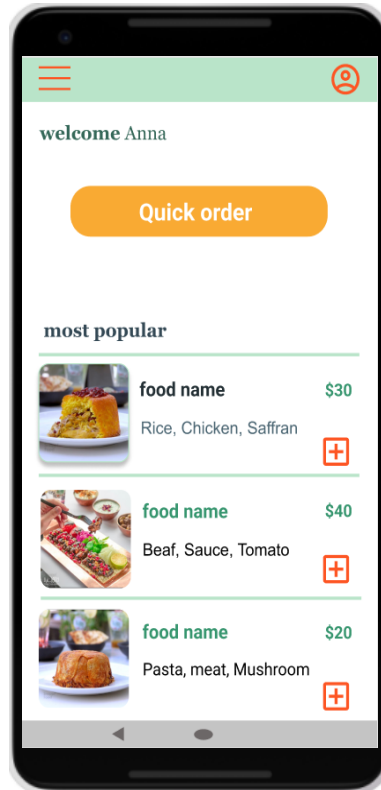 welcome Anna
Quick order
most popular
food name $30
Rice, Chicken, Saffran
food name $40
Beaf, Sauce, Tomato
food name $20
Pasta, meat, Mushroom